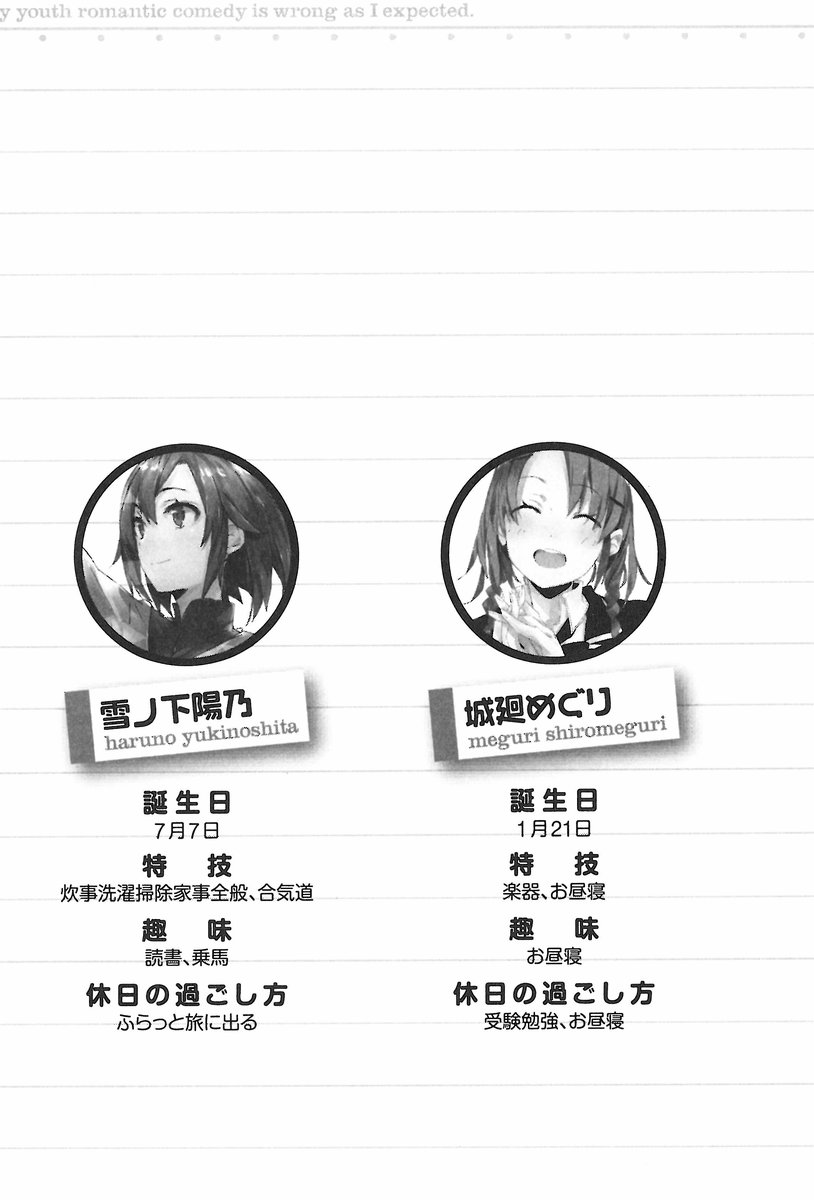 y youth romantic comedy is wrong as I expected.
雪ノ下陽乃
haruno yukinoshita
誕生日
7月7日
特 技
炊事洗濯掃除家事全般、合気道
趣 味
読書、乗馬
休日の過ごし方
ふらっと旅に出る
城廻めぐり
meguri shiromeguri
誕生日
1月21日
特 技
楽器、お昼寝
趣 味
お昼寝
休日の過ごし方
受験勉強、お昼寝